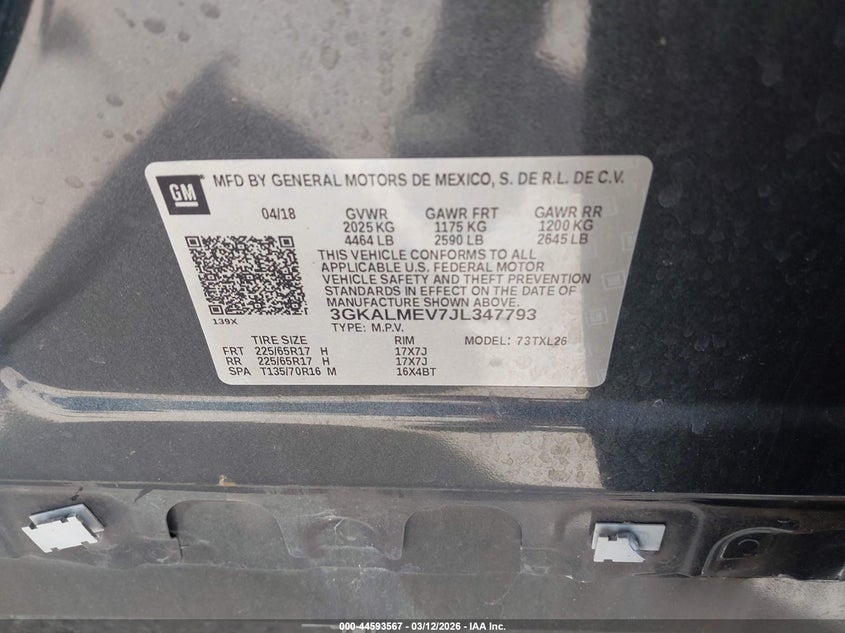 GM MFD BY GENERAL MOTORS DE MEXICO, S. DE R.L. DE C.V.
04/18 GVWR GAWR FRT GAWR RR
2025 KG 1175 KG 1200 KG
4464 LB 2590 LB 2645 LB
THIS VEHICLE CONFORMS TO ALL
APPLICABLE U.S. FEDERAL MOTOR
VEHICLE SAFETY AND THEFT PREVENTION
STANDARDS IN EFFECT ON THE DATE OF
MANUFACTURE SHOWN ABOVE.
139X 3GKALMEV7JL347793
TYPE: M.P.V. MODEL: 73TXL26
TIRE SIZE RIM
FRT 225/65R17 H 17X7J
RR 225/65R17 H 17X7J
SPA T135/70R16 M 16X4BT
000-44593567 - 03/12/2026 - IAA Inc.